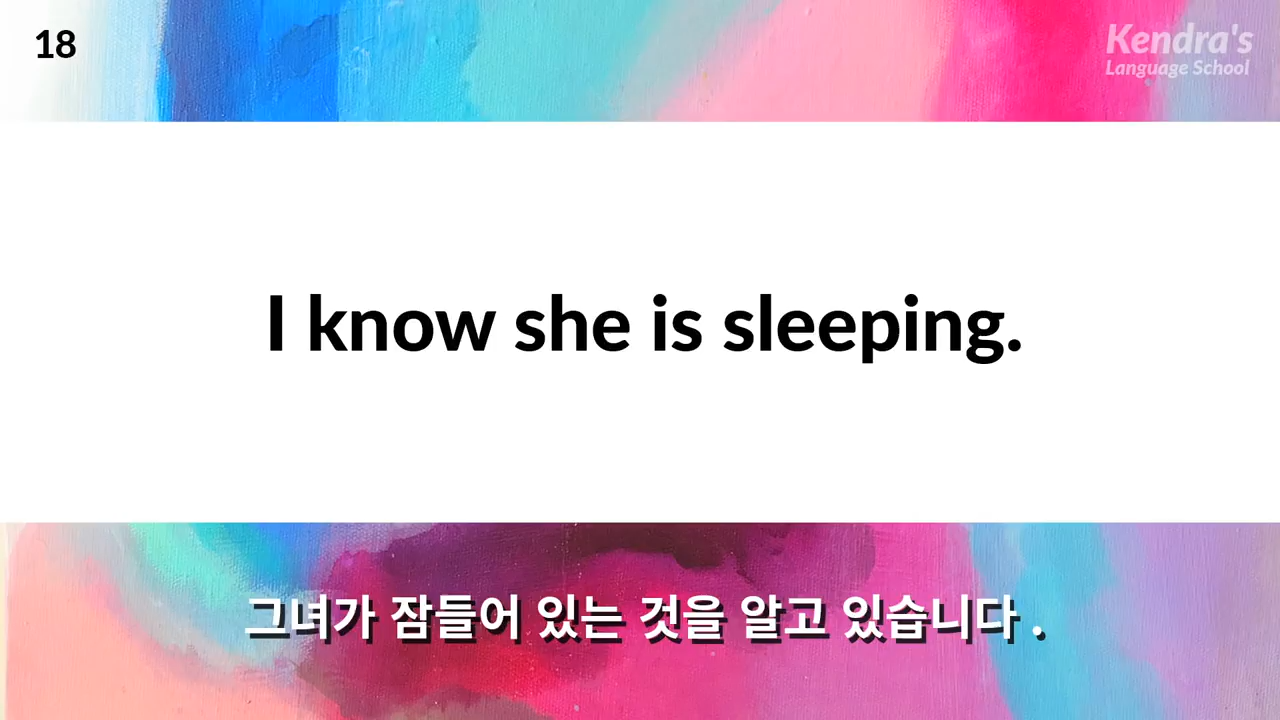 18
Kendra's
Language School
I know she is sleeping.
그녀가 잠들어 있는 것을 알고 있습니다 .